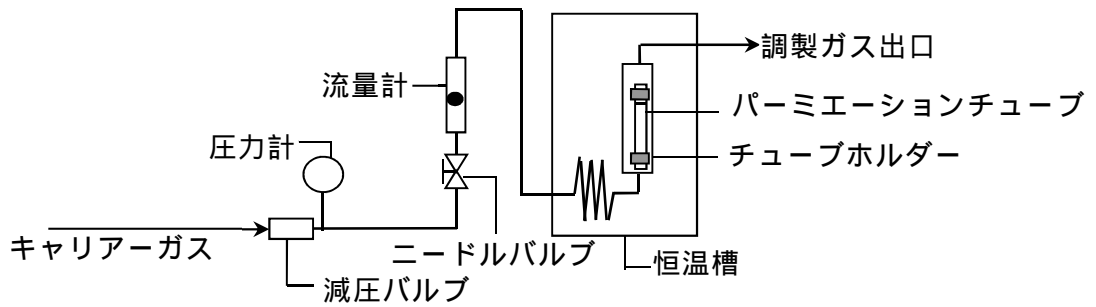 調製ガス出口
流量計
パーミエーションチューブ
圧力計
チューブホルダー
キャリアーガス
ニードルバルブ
恒温槽
減圧バルブ